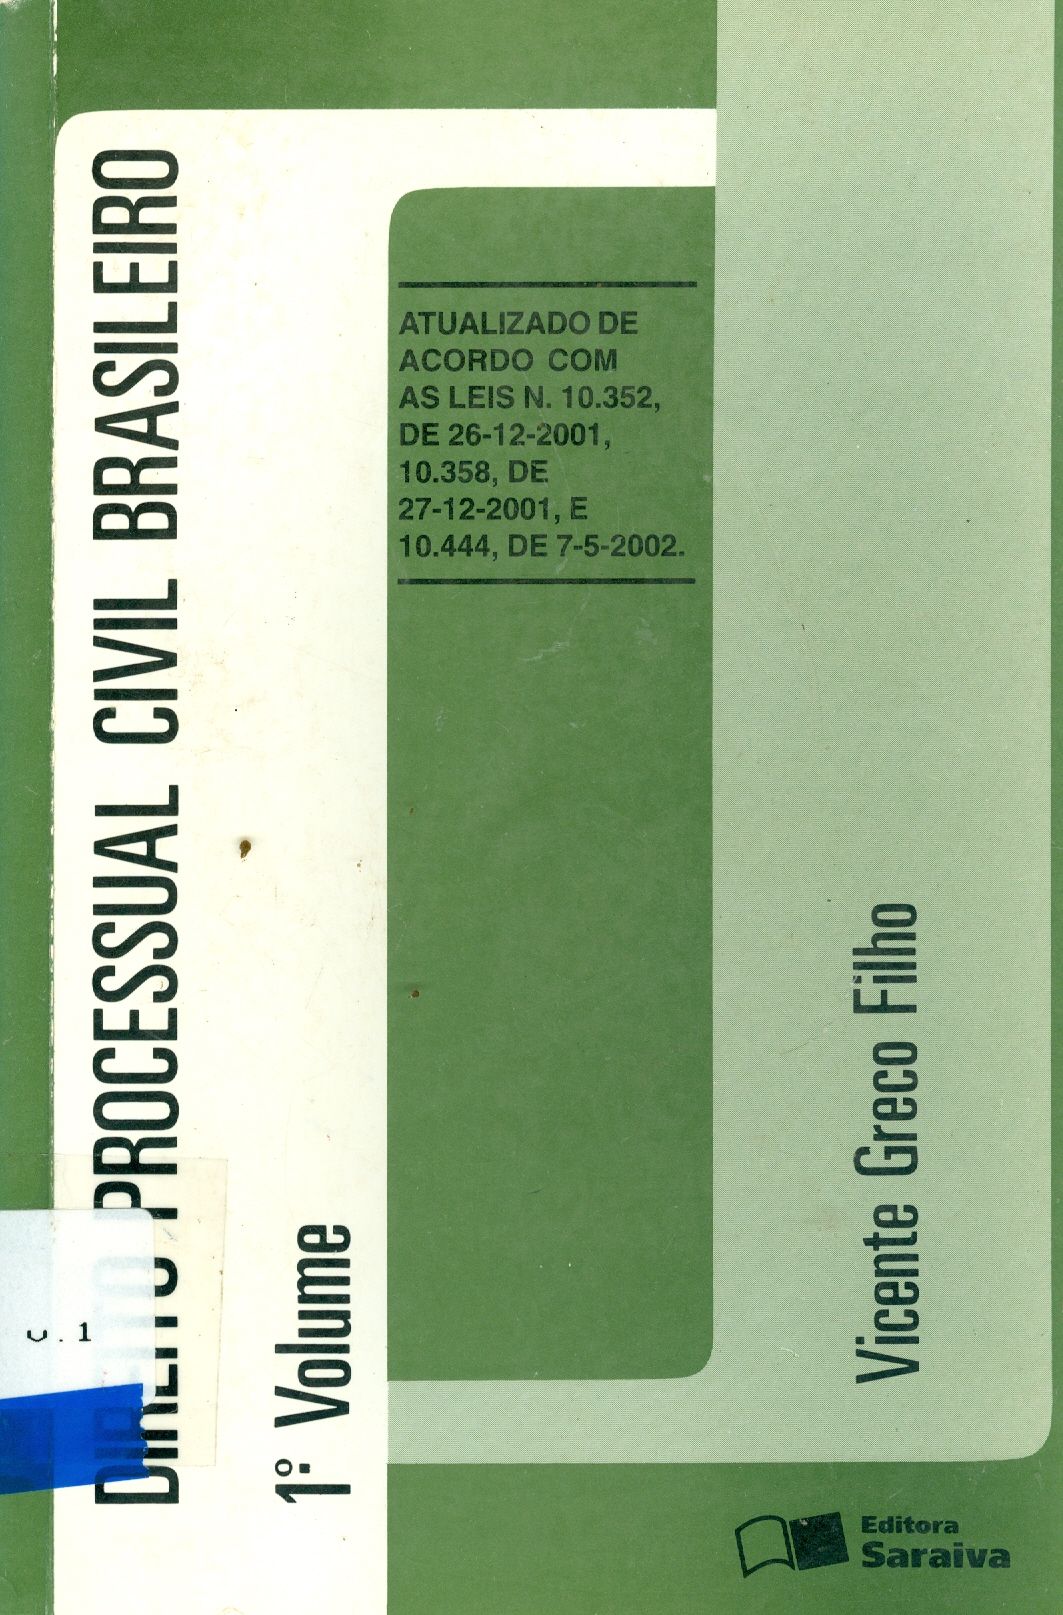 DIREITO PROCESSUAL CIVIL BRASILEIRO
1º Volume
ATUALIZADO DE
ACORDO COM
AS LEIS N. 10.352,
DE 26-12-2001,
10.358, DE
27-12-2001, E
10.444, DE 7-5-2002.
Vicente Greco Filho
v.1
Editora
Saraiva